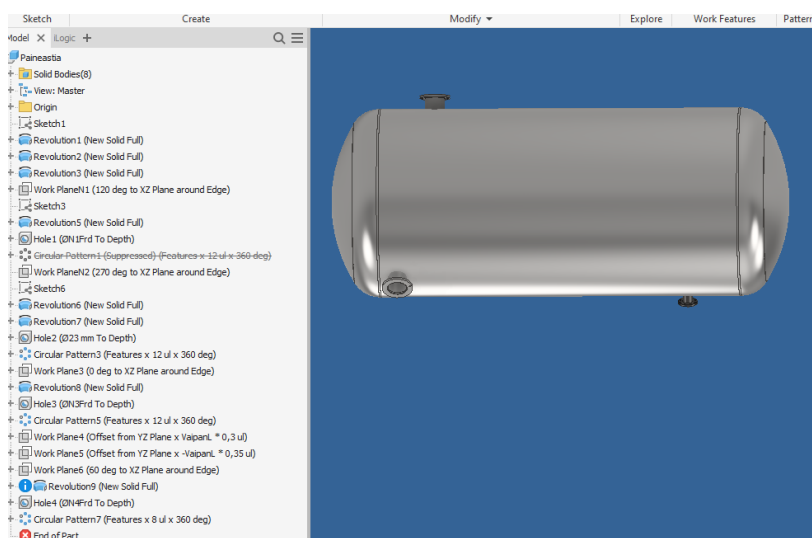 Sketch Create Modify Explore Work Features Pattern
Model iLogic +
Paineastia
Solid Bodies(8)
View: Master
Origin
Sketch1
Revolution1 (New Solid Full)
Revolution2 (New Solid Full)
Revolution3 (New Solid Full)
Work PlaneN1 (120 deg to XZ Plane around Edge)
Sketch3
Revolution5 (New Solid Full)
Hole1 (ØN1Frd To Depth)
Circular Pattern1 (Suppressed) (Features x 12 ul x 360 deg)
Work PlaneN2 (270 deg to XZ Plane around Edge)
Sketch6
Revolution6 (New Solid Full)
Revolution7 (New Solid Full)
Hole2 (Ø23 mm To Depth)
Circular Pattern3 (Features x 12 ul x 360 deg)
Work Plane3 (0 deg to XZ Plane around Edge)
Revolution8 (New Solid Full)
Hole3 (ØN3Frd To Depth)
Circular Pattern5 (Features x 12 ul x 360 deg)
Work Plane4 (Offset from YZ Plane x VaipanL * 0,3 ul)
Work Plane5 (Offset from YZ Plane x -VaipanL * 0,35 ul)
Work Plane6 (60 deg to XZ Plane around Edge)
Revolution9 (New Solid Full)
Hole4 (ØN4Frd To Depth)
Circular Pattern7 (Features x 8 ul x 360 deg)
End of Part